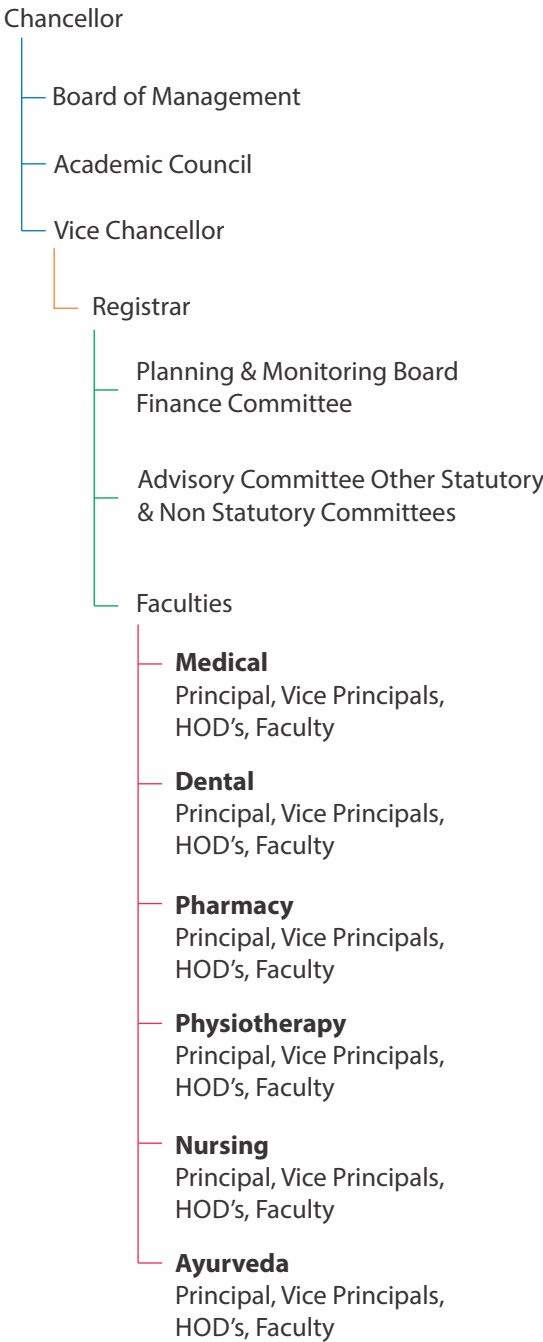 Chancellor
Board of Management
Academic Council
Vice Chancellor
Registrar
Planning & Monitoring Board
Finance Committee
Advisory Committee Other Statutory
& Non Statutory Committees
Faculties
Medical
Principal, Vice Principals,
HOD's, Faculty
Dental
Principal, Vice Principals,
HOD's, Faculty
Pharmacy
Principal, Vice Principals,
HOD's, Faculty
Physiotherapy
Principal, Vice Principals,
HOD's, Faculty
Nursing
Principal, Vice Principals,
HOD's, Faculty
Ayurveda
Principal, Vice Principals,
HOD's, Faculty